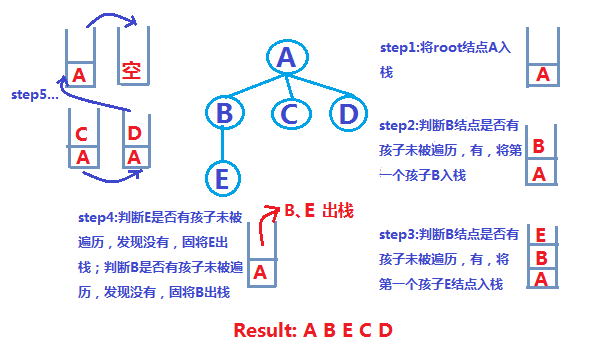 A
空
step5...
C
A
D
A
A
B
C
D
E
step1:将root结点A入
栈
A
step2:判断B结点是否有
孩子未被遍历，有，将第
一个孩子B入栈
B
A
step3:判断B结点是否有
孩子未被遍历，有，将
第一个孩子E结点入栈
E
B
A
step4:判断E是否有孩子未被
遍历，发现没有，固将E出
栈；判断B是否有孩子未被遍
历，发现没有，固将B出栈
B、E 出栈
A
Result: A B E C D